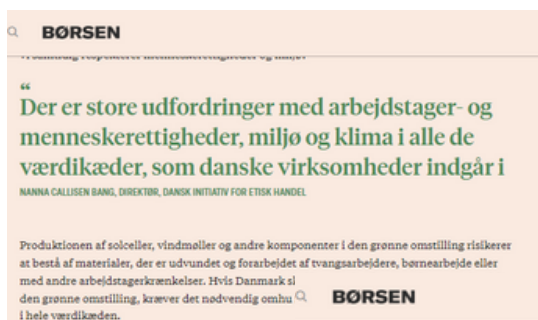 BØRSEN
“
Der er store udfordringer med arbejdstager- og
menneskerettigheder, miljø og klima i alle de
værdikæder, som danske virksomheder indgår i
NANNA CALLISEN BANG, DIREKTØR, DANSK INITIATIV FOR ETISK HANDEL
Produktionen af solceller, vindmøller og andre komponenter i den grønne omstilling risikerer
at bestå af materialer, der er udvundet og forarbejdet af tvangsarbejdere, børnearbejde eller
med andre arbejdstagerkrænkelser. Hvis Danmark
den grønne omstilling, kræver det nødvendig omhu
BØRSEN
i hele værdikæden.